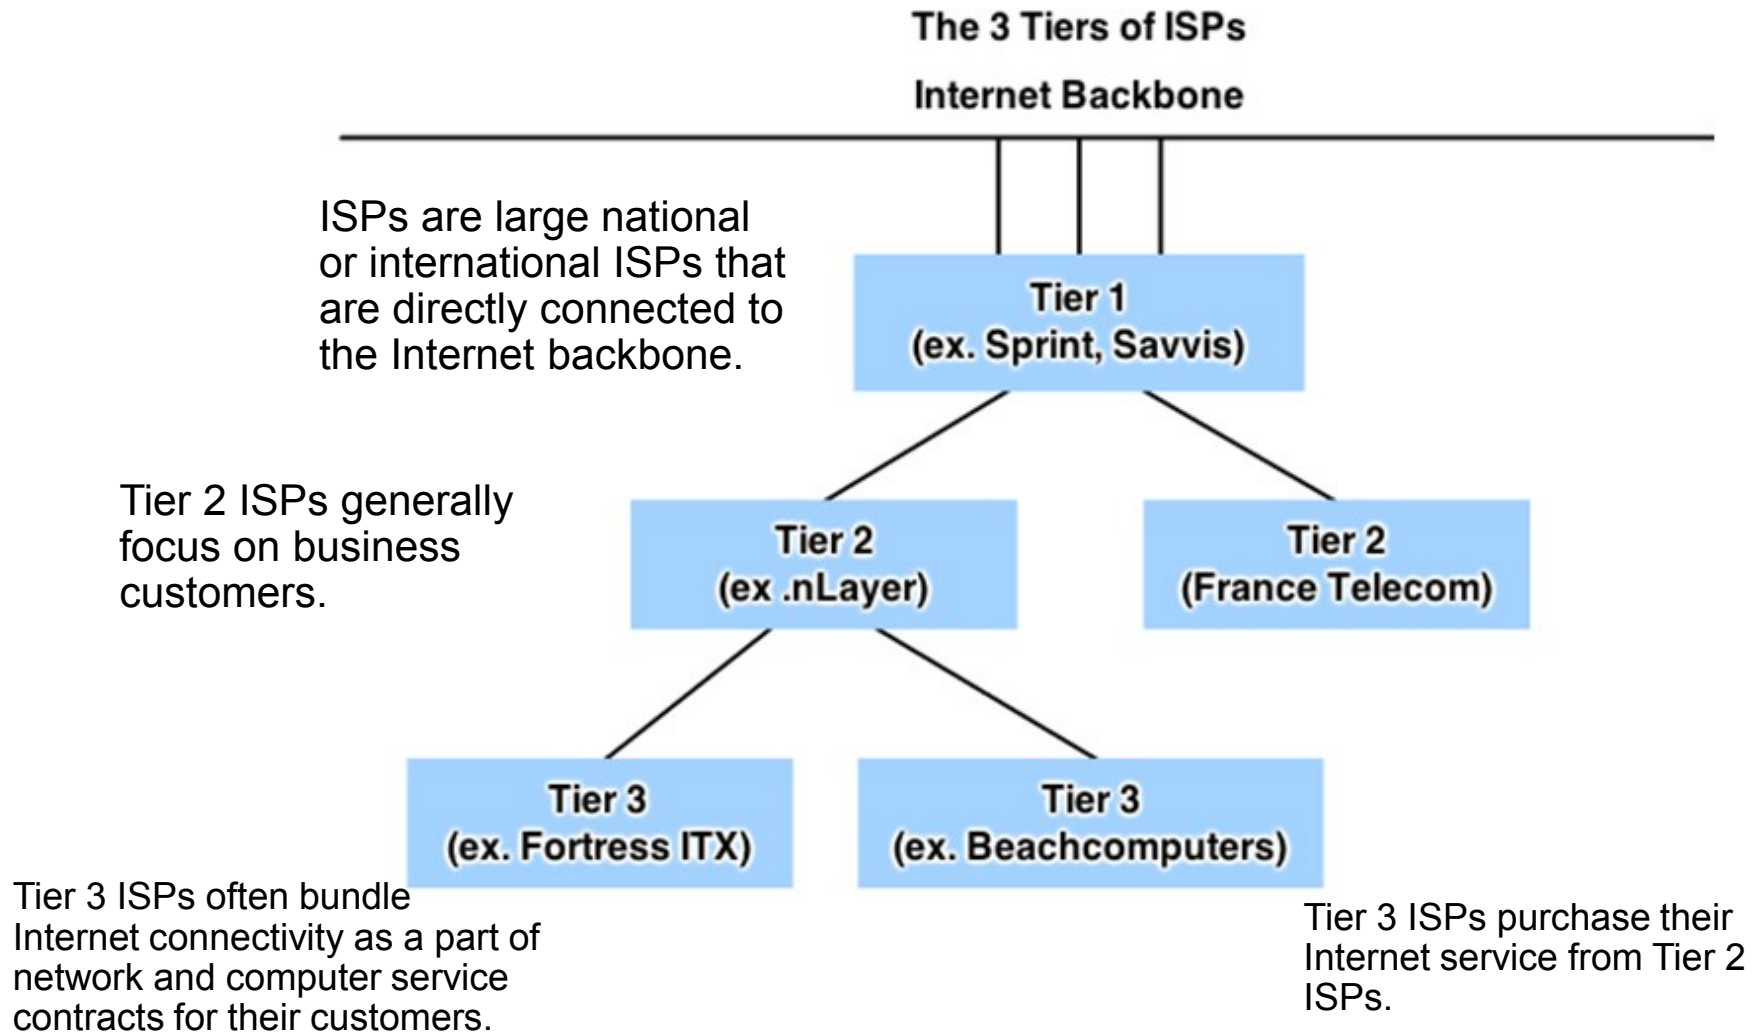 The 3 Tiers of ISPs
Internet Backbone
ISPs are large national
or international ISPs that
are directly connected to
the Internet backbone.
Tier 1
(ex. Sprint, Savvis)
Tier 2 ISPs generally
focus on business
customers.
Tier 2
(ex .nLayer)
Tier 2
(France Telecom)
Tier 3
(ex. Fortress ITX)
Tier 3
(ex. Beachcomputers)
Tier 3 ISPs often bundle
Internet connectivity as a part of
network and computer service
contracts for their customers.
Tier 3 ISPs purchase their
Internet service from Tier 2
ISPs.